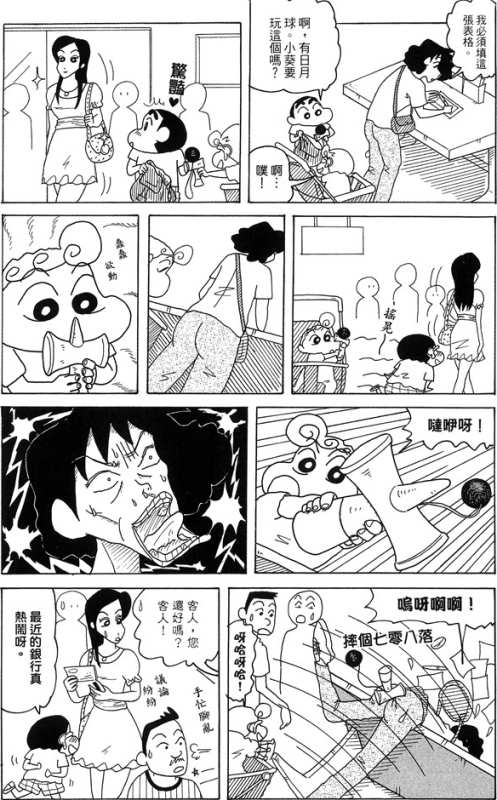 我必須填這
張表格。
啊，有日月
球。小葵要
玩這個嗎？
啊…
噗！
驚豔♥
搖晃
蠢蠢
欲動
噠咿呀！
嗚呀啊啊！
摔個七零八落
呀哈呀哈！
客人，您
還好嗎？
客人！
手忙腳亂
議論
紛紛
最近的銀行真
熱鬧呀。